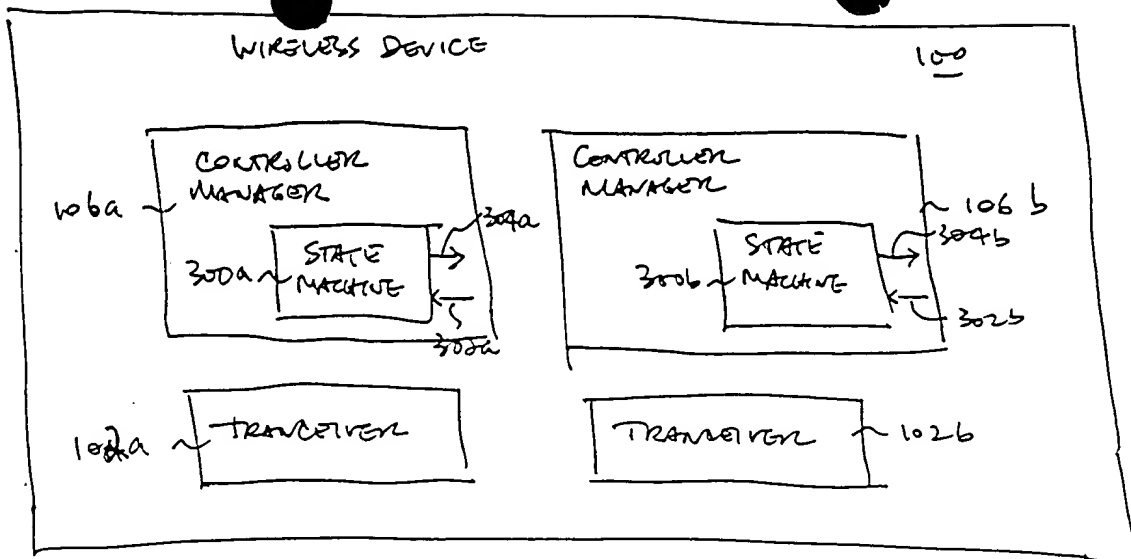 WIRELESS DEVICE
100
CONTROLLER
MANAGER
106a
STATE
MACHINE
300a
304a
302a
CONTROLLER
MANAGER
106b
STATE
MACHINE
300b
304b
302b
TRANCEIVER
102a
TRANCEIVER
102b